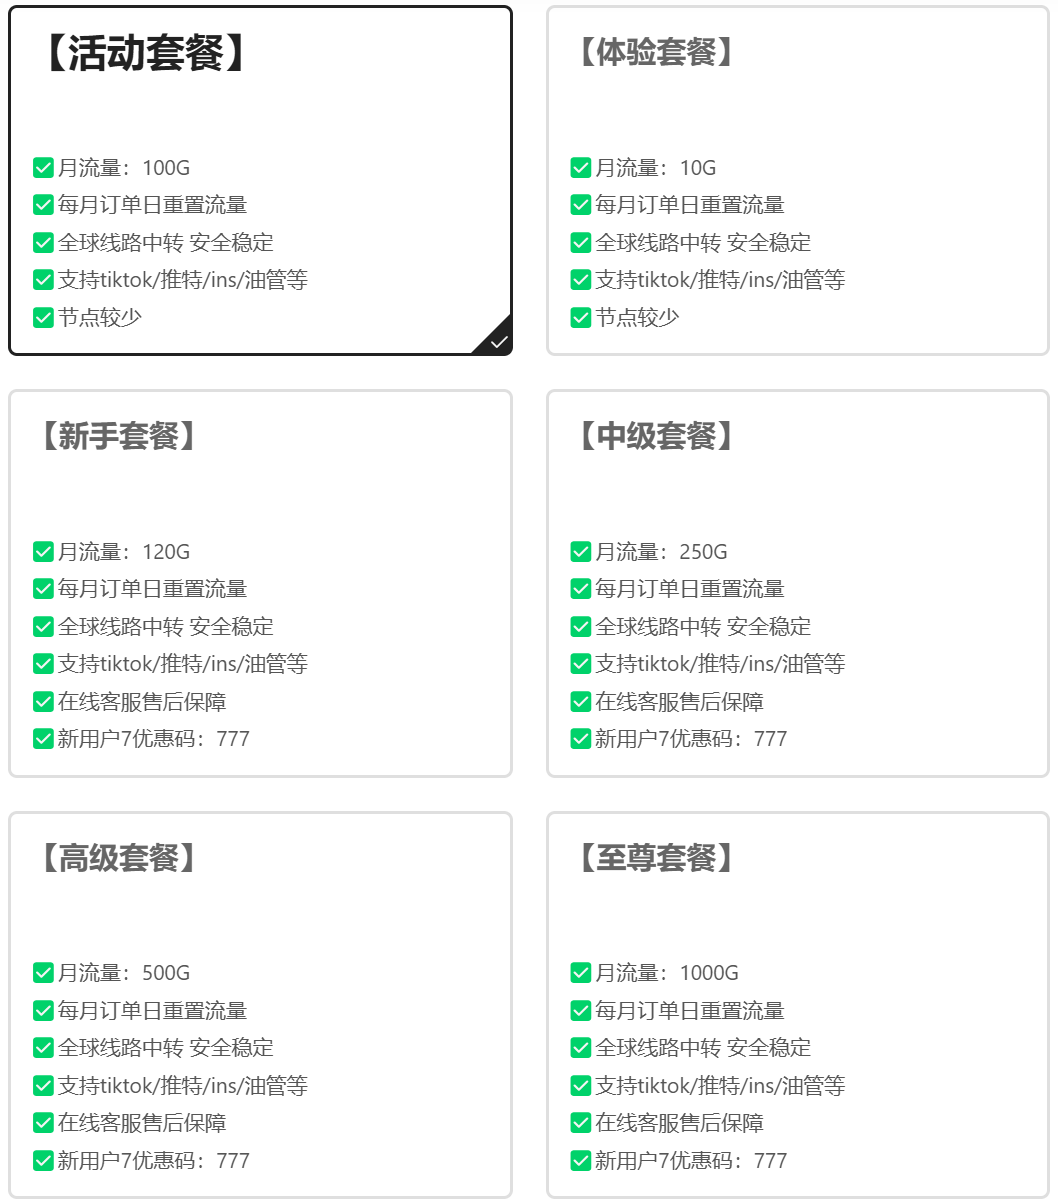 【活动套餐】
月流量：100G
每月订单日重置流量
全球线路中转 安全稳定
支持tiktok/推特/ins/油管等
节点较少
【体验套餐】
月流量：10G
每月订单日重置流量
全球线路中转 安全稳定
支持tiktok/推特/ins/油管等
节点较少
【新手套餐】
月流量：120G
每月订单日重置流量
全球线路中转 安全稳定
支持tiktok/推特/ins/油管等
在线客服售后保障
新用户7优惠码：777
【中级套餐】
月流量：250G
每月订单日重置流量
全球线路中转 安全稳定
支持tiktok/推特/ins/油管等
在线客服售后保障
新用户7优惠码：777
【高级套餐】
月流量：500G
每月订单日重置流量
全球线路中转 安全稳定
支持tiktok/推特/ins/油管等
在线客服售后保障
新用户7优惠码：777
【至尊套餐】
月流量：1000G
每月订单日重置流量
全球线路中转 安全稳定
支持tiktok/推特/ins/油管等
在线客服售后保障
新用户7优惠码：777